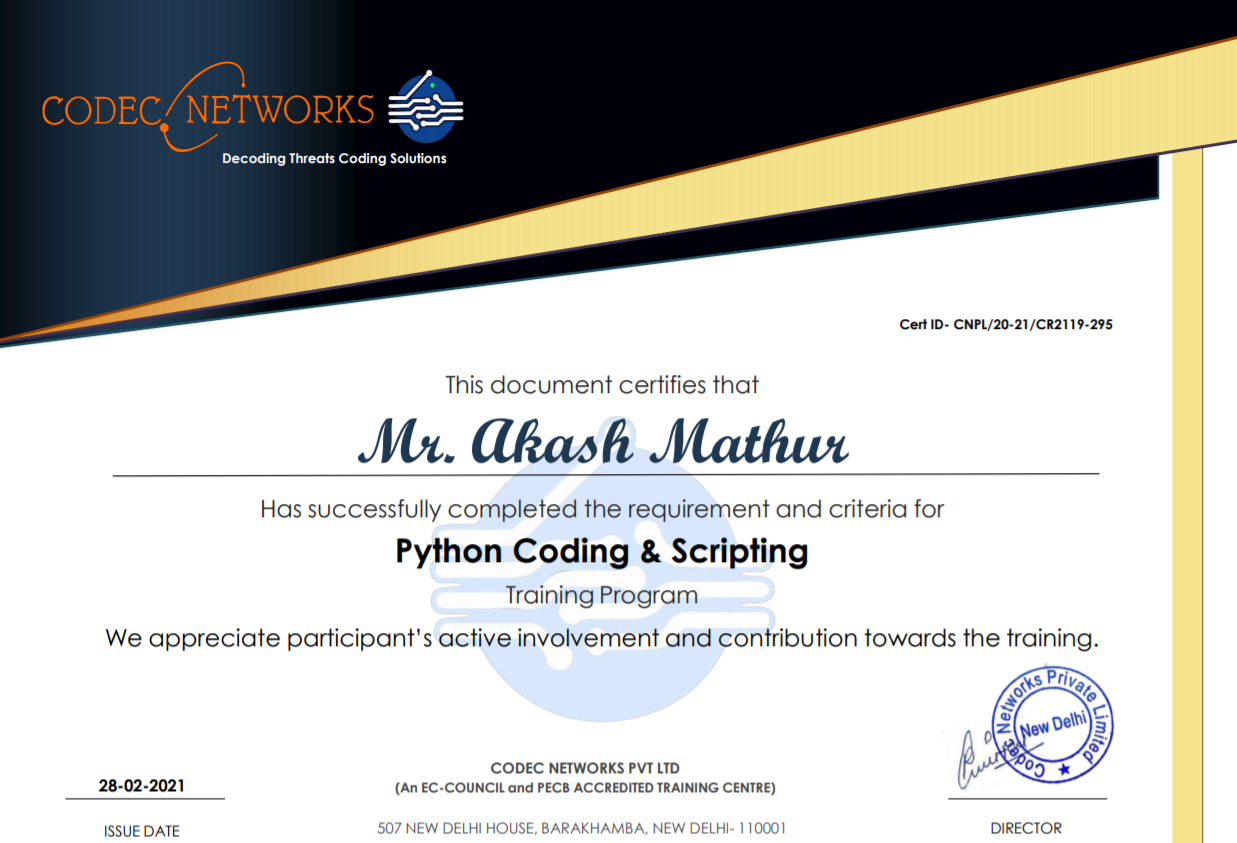 CODEC NETWORKS
Decoding Threats Coding Solutions
Cert ID- CNPL/20-21/CR2119-295
This document certifies that
Mr. Akash Mathur
Has successfully completed the requirement and criteria for
Python Coding & Scripting
Training Program
We appreciate participant's active involvement and contribution towards the training.
Codec Networks Private Limited
New Delhi
28-02-2021
ISSUE DATE
CODEC NETWORKS PVT LTD
(An EC-COUNCIL and PECB ACCREDITED TRAINING CENTRE)
507 NEW DELHI HOUSE, BARAKHAMBA, NEW DELHI- 110001
DIRECTOR